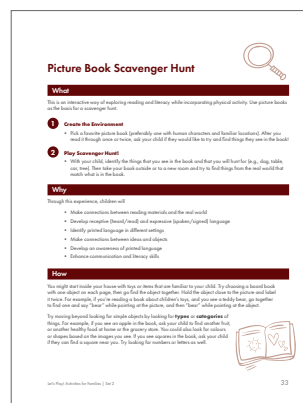 Picture Book Scavenger Hunt
What
This is an interactive way of exploring reading and literacy while incorporating physical activity. Use picture books
as the basis for a scavenger hunt.
1 Create the Environment
• Pick a favorite picture book (preferably one with human characters and familiar locations). After you
read it through once or twice, ask your child if they would like to try and find things they see in the book!
2 Play Scavenger Hunt!
• With your child, identify the things that you see in the book and that you will hunt for (e.g., dog, table,
car, tree). Then take your book outside or to a new room and try to find things from the real world that
match what is in the book.
Why
Through this experience, children will
• Make connections between reading materials and the real world
• Develop receptive (heard/read) and expressive (spoken/signed) language
• Identify printed language in different settings
• Make connections between ideas and objects
• Develop an awareness of printed language
• Enhance communication and literacy skills
How
You might start inside your house with toys or items that are familiar to your child. Try choosing a board book
with one object on each page, then go find the object together. Hold the object close to the picture and label
it twice. For example, if you're reading a book about children's toys, and you see a teddy bear, go together
to find one and say "bear" while pointing at the picture, and then "bear" while pointing at the object.
Try moving beyond looking for simple objects by looking for types or categories of
things. For example, if you see an apple in the book, ask your child to find another fruit,
or another healthy food at home or the grocery store. You could also look for colours
or shapes based on the images you see. If you see squares in the book, ask your child
if they can find a square near you. Try looking for numbers or letters as well.
Let's Play! Activities for Families | Set 2
33